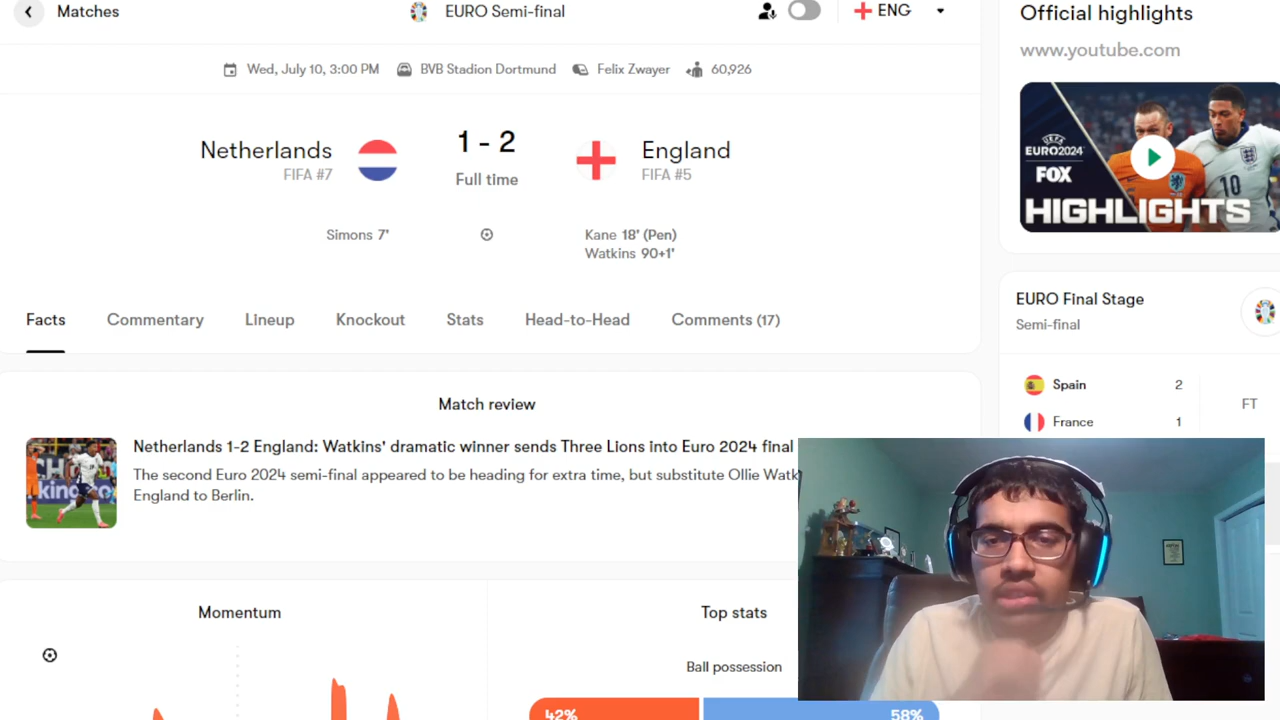 Matches
EURO Semi-final
ENG
Wed, July 10, 3:00 PM
BVB Stadion Dortmund
Felix Zwayer
60,926
Netherlands
FIFA #7
1 - 2
Full time
England
FIFA #5
Simons 7'
Kane 18' (Pen)
Watkins 90+1'
Facts
Commentary
Lineup
Knockout
Stats
Head-to-Head
Comments (17)
Match review
Netherlands 1-2 England: Watkins' dramatic winner sends Three Lions into Euro 2024 final
The second Euro 2024 semi-final appeared to be heading for extra time, but substitute Ollie Watk
England to Berlin.
Momentum
Top stats
Ball possession
42%
58%
Official highlights
www.youtube.com
UEFA
EURO2024
FOX
HIGHLIGHTS
10
EURO Final Stage
Semi-final
Spain 2
FT
France 1